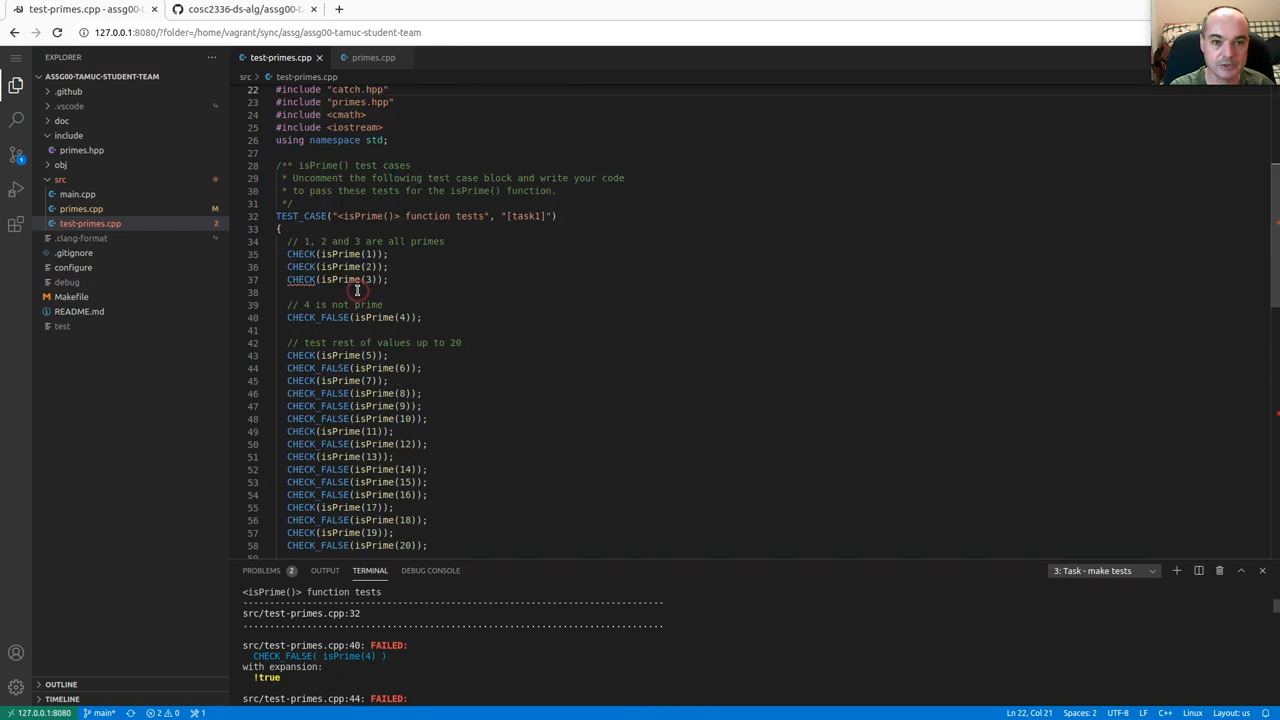 test-primes.cpp - assg00-
cosc2336-ds-alg/assg00-ta
127.0.0.1:8080/?folder=/home/vagrant/sync/assg/assg00-tamuc-student-team
EXPLORER
test-primes.cpp
primes.cpp
ASSG00-TAMUC-STUDENT-TEAM
src > test-primes.cpp
.github
.vscode
doc
include
primes.hpp
obj
src
main.cpp
primes.cpp M
test-primes.cpp 2
.clang-format
.gitignore
configure
debug
Makefile
README.md
test
1
22 #include "catch.hpp"
23 #include "primes.hpp"
24 #include <cmath>
25 #include <iostream>
26 using namespace std;
27
28 /** isPrime() test cases
29 * Uncomment the following test case block and write your code
30 * to pass these tests for the isPrime() function.
31 */
32 TEST_CASE("<isPrime()> function tests", "[task1]")
33 {
34 // 1, 2 and 3 are all primes
35 CHECK(isPrime(1));
36 CHECK(isPrime(2));
37 CHECK(isPrime(3));
38
39 // 4 is not prime
40 CHECK_FALSE(isPrime(4));
41
42 // test rest of values up to 20
43 CHECK(isPrime(5));
44 CHECK_FALSE(isPrime(6));
45 CHECK(isPrime(7));
46 CHECK_FALSE(isPrime(8));
47 CHECK_FALSE(isPrime(9));
48 CHECK_FALSE(isPrime(10));
49 CHECK(isPrime(11));
50 CHECK_FALSE(isPrime(12));
51 CHECK(isPrime(13));
52 CHECK_FALSE(isPrime(14));
53 CHECK_FALSE(isPrime(15));
54 CHECK_FALSE(isPrime(16));
55 CHECK(isPrime(17));
56 CHECK_FALSE(isPrime(18));
57 CHECK(isPrime(19));
58 CHECK_FALSE(isPrime(20));
PROBLEMS 2 OUTPUT TERMINAL DEBUG CONSOLE 3: Task - make tests
<isPrime()> function tests
-------------------------------------------------------------------------------
src/test-primes.cpp:32
...............................................................................
src/test-primes.cpp:40: FAILED:
CHECK_FALSE( isPrime(4) )
with expansion:
!true
src/test-primes.cpp:44: FAILED:
OUTLINE
TIMELINE
127.0.0.1:8080 main* 2 0 1 Ln 22, Col 21 Spaces: 2 UTF-8 LF C++ Linux Layout: us